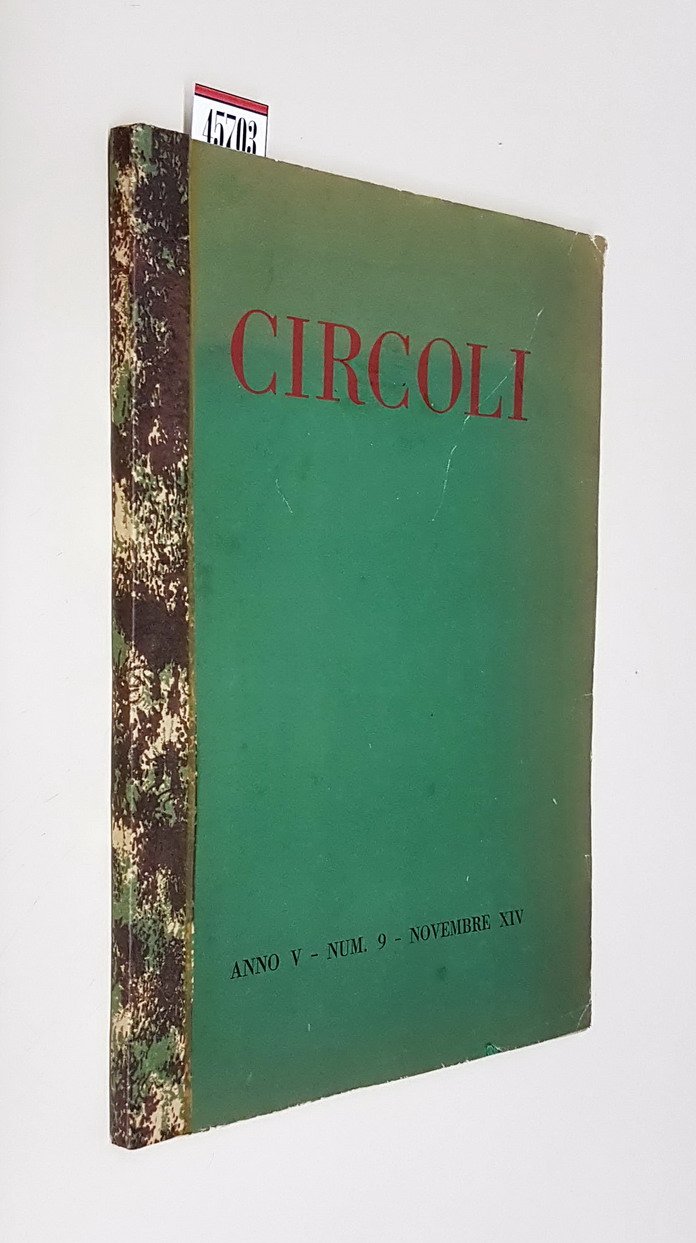 45703
CIRCOLI
ANNO V - NUM. 9 - NOVEMBRE XIV